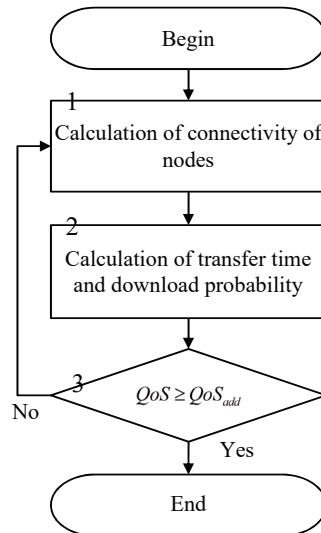 Begin
1
Calculation of connectivity of
nodes
2
Calculation of transfer time
and download probability
3
QoS ≥ QoS_add
No
Yes
End